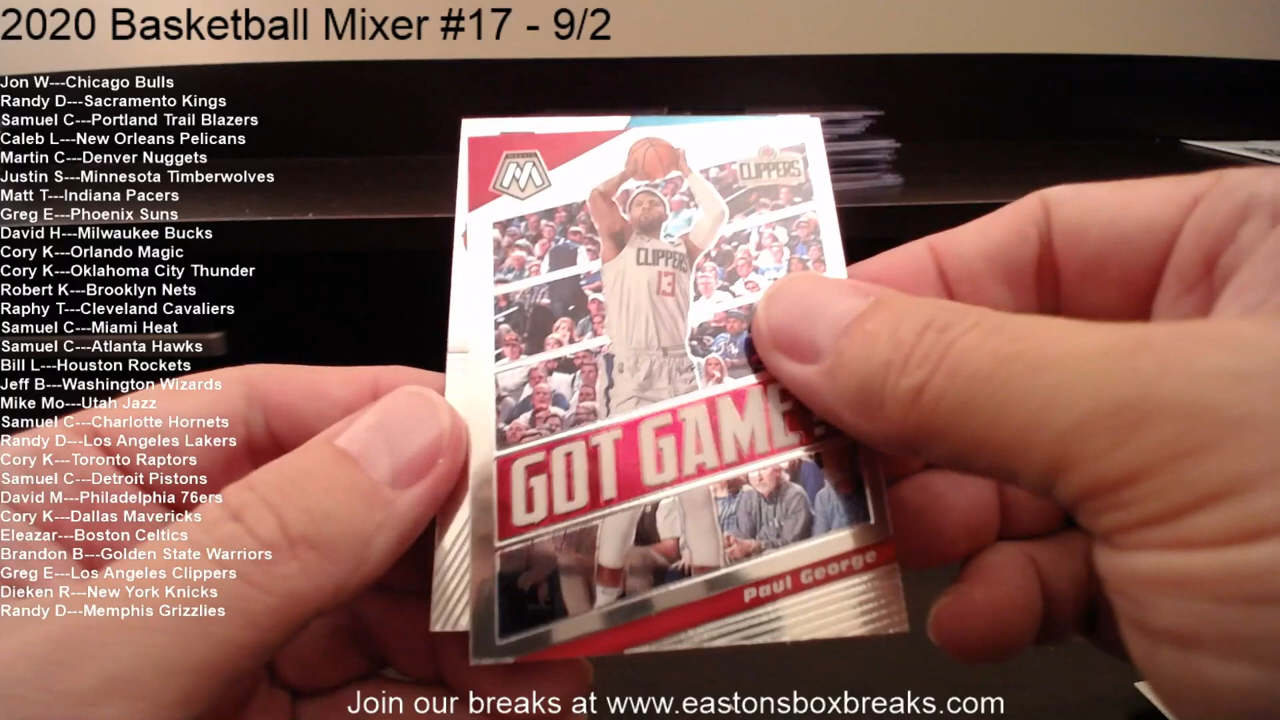 2020 Basketball Mixer #17 - 9/2
Jon W---Chicago Bulls
Randy D---Sacramento Kings
Samuel C---Portland Trail Blazers
Caleb L---New Orleans Pelicans
Martin C---Denver Nuggets
Justin S---Minnesota Timberwolves
Matt T---Indiana Pacers
Greg E---Phoenix Suns
David H---Milwaukee Bucks
Cory K---Orlando Magic
Cory K---Oklahoma City Thunder
Robert K---Brooklyn Nets
Raphy T---Cleveland Cavaliers
Samuel C---Miami Heat
Samuel C---Atlanta Hawks
Bill L---Houston Rockets
Jeff B---Washington Wizards
Mike Mo---Utah Jazz
Samuel C---Charlotte Hornets
Randy D---Los Angeles Lakers
Cory K---Toronto Raptors
Samuel C---Detroit Pistons
David M---Philadelphia 76ers
Cory K---Dallas Mavericks
Eleazar---Boston Celtics
Brandon B---Golden State Warriors
Greg E---Los Angeles Clippers
Dieken R---New York Knicks
Randy D---Memphis Grizzlies
CLIPPERS
CLIPPERS
13
GOT GAME?
Paul George
Join our breaks at www.eastonsboxbreaks.com